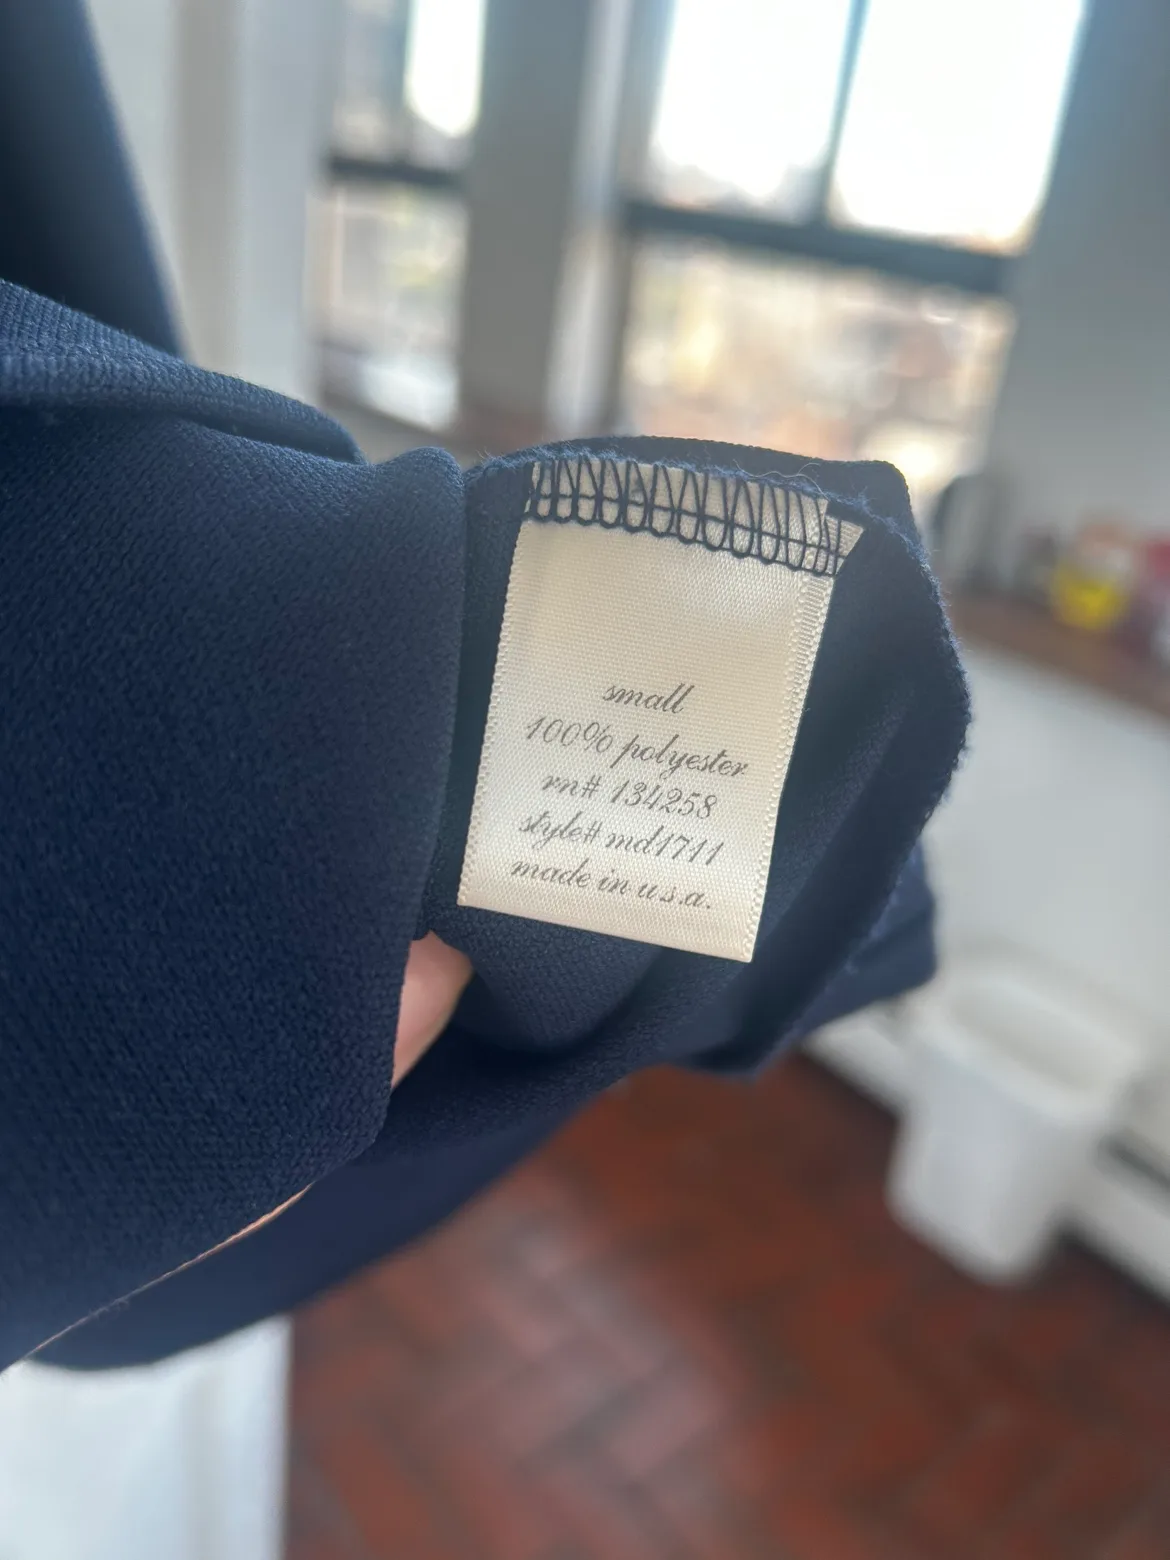 small
100% polyester
rn# 134258
style# md1711
made in u.s.a.